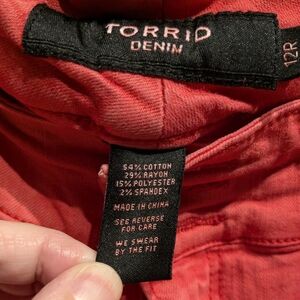 TORRID
DENIM
12R
54% COTTON
29% RAYON
15% POLYESTER
2% SPANDEX
MADE IN CHINA
SEE REVERSE
FOR CARE
WE SWEAR
BY THE FIT